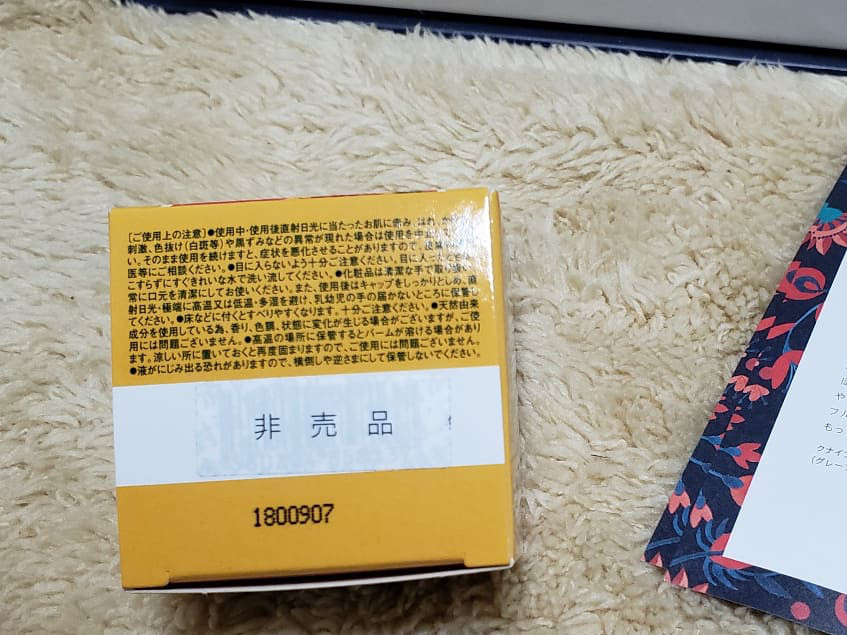 [ご使用上の注意]●使用中・使用後直射日光に当たったお肌に赤み、はれ、か
刺激、色抜け(白斑等)や黒ずみなどの異常が現れた場合は使用を中止
い。そのまま使用を続けますと、症状を悪化させることがありますので、皮膚
医等にご相談ください。●目に入らないよう十分ご注意ください。目に入ったときは
こすらずにすぐきれいな水で洗い流してください。●化粧品は清潔な手で取り扱い
常に口元を清潔にしてお使いください。また、使用後はキャップをしっかりとしめ、直
射日光・極端に高温又は低温・多湿を避け、乳幼児の手の届かないところに保管し
てください。●床などに付くとすべりやすくなります。十分ご注意ください。●天然由来
成分を使用している為、香り、色調、状態に変化が生じる場合がございますが、ご使
用には問題ございません。●高温の場所に保管するとバームが溶ける場合があり
ます。涼しい所に置いておくと再度固まりますので、ご使用には問題ございません。
●液がにじみ出る恐れがありますので、横倒しや逆さまにして保管しないでください。
非売品
1800907
や
フル
もっ
クナイプ
(グレー